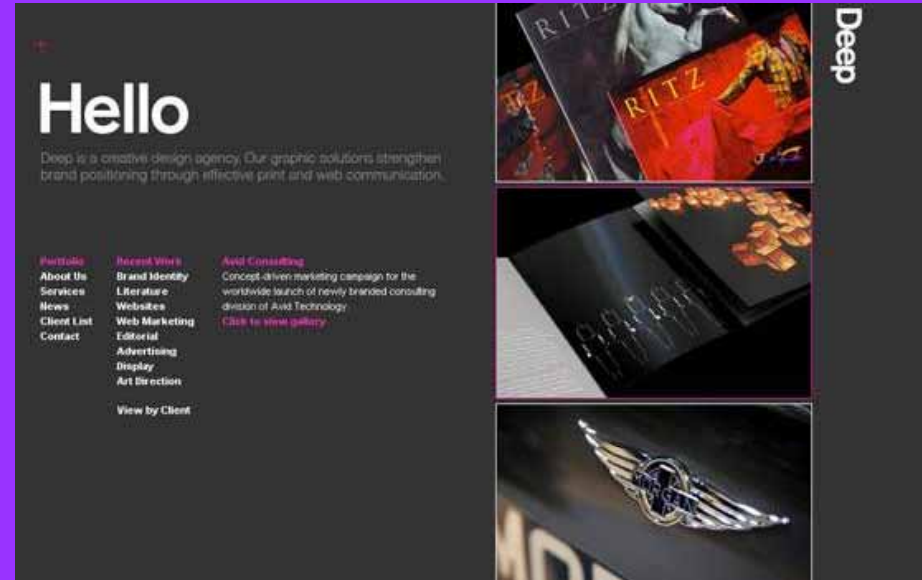 Hello
Deep is a creative design agency. Our graphic solutions strengthen
brand positioning through effective print and web communication.
Portfolio
About Us
Services
News
Client List
Contact
Recent Work
Brand Identity
Literature
Websites
Web Marketing
Editorial
Advertising
Display
Art Direction
View by Client
Avid Consulting
Concept-driven marketing campaign for the
worldwide launch of newly branded consulting
division of Avid Technology
Click to view gallery
RITZ
RITZ
MORGAN
Deep